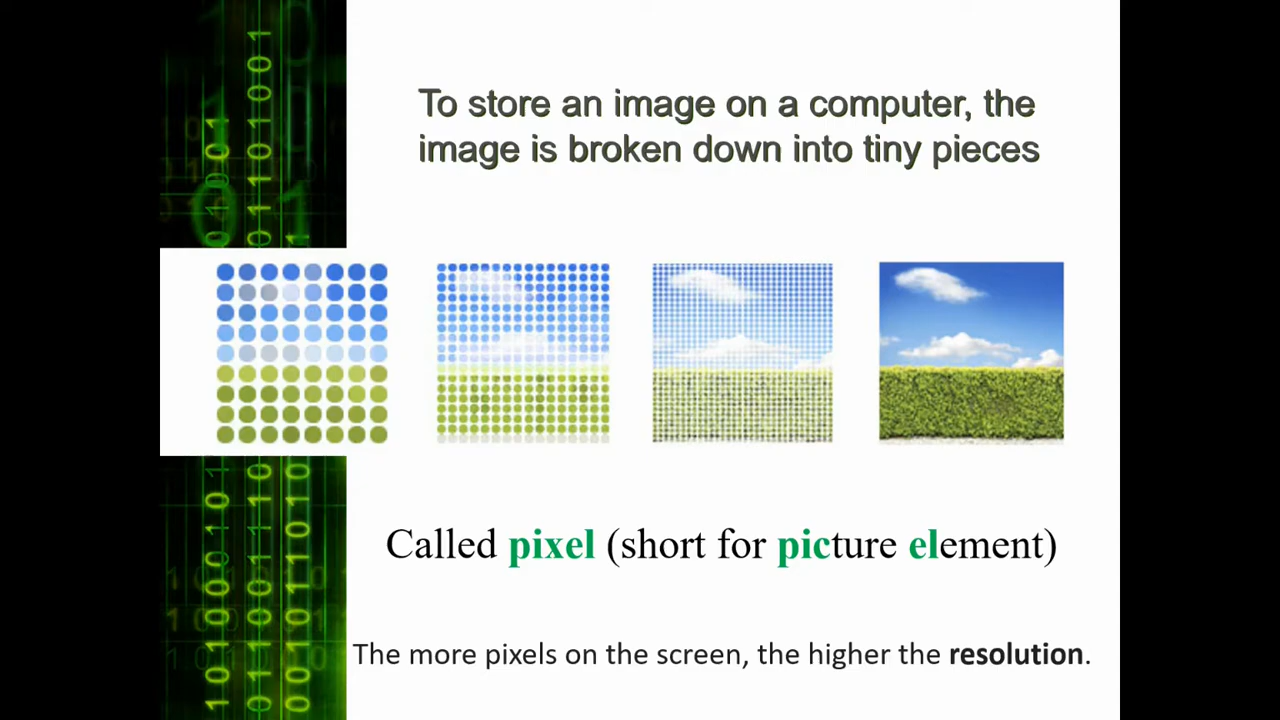 To store an image on a computer, the
image is broken down into tiny pieces
Called pixel (short for picture element)
The more pixels on the screen, the higher the resolution.